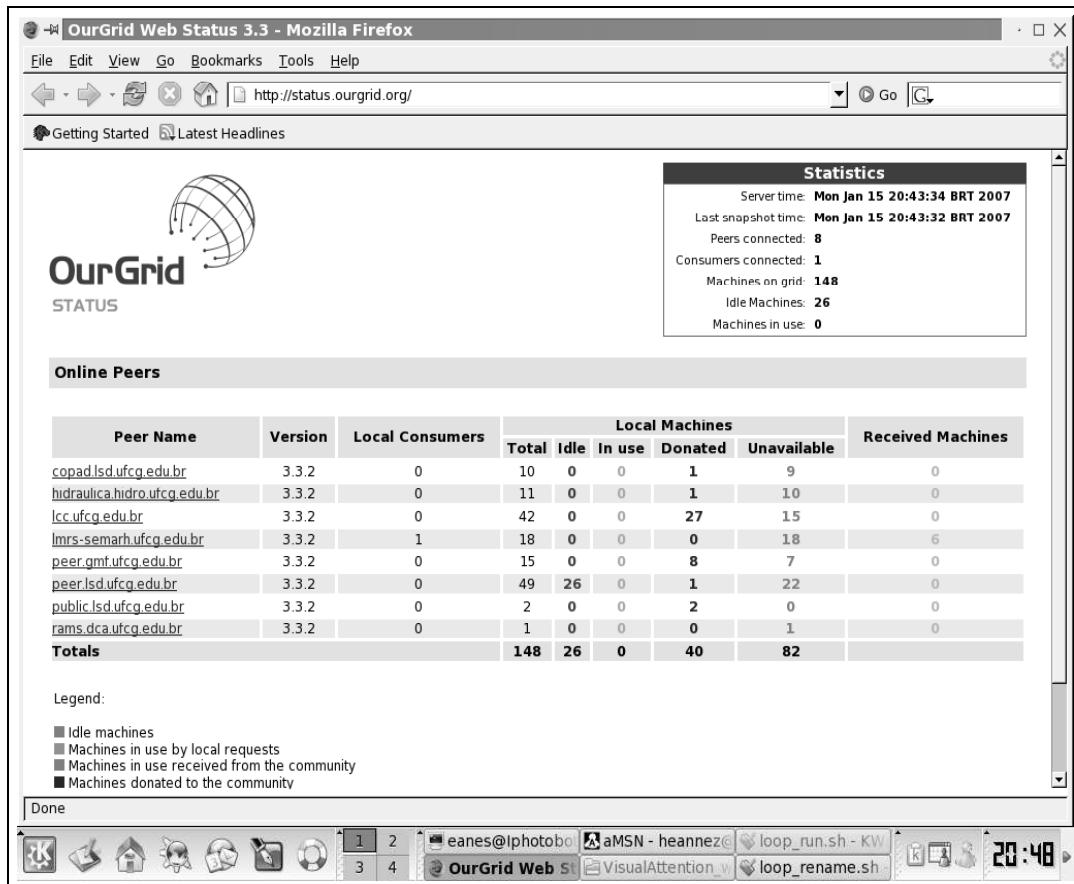 OurGrid Web Status 3.3 - Mozilla Firefox
File Edit View Go Bookmarks Tools Help
http://status.ourgrid.org/ Go G
Getting Started Latest Headlines
OurGrid
STATUS
Statistics
Server time: Mon Jan 15 20:43:34 BRT 2007
Last snapshot time: Mon Jan 15 20:43:32 BRT 2007
Peers connected: 8
Consumers connected: 1
Machines on grid: 148
Idle Machines: 26
Machines in use: 0
Online Peers
Peer Name Version Local Consumers Local Machines Received Machines
Total Idle In use Donated Unavailable
copad.lsd.ufcg.edu.br 3.3.2 0 10 0 0 1 9 0
hidraulica.hidro.ufcg.edu.br 3.3.2 0 11 0 0 1 10 0
lcc.ufcg.edu.br 3.3.2 0 42 0 0 27 15 0
lmrs-semarh.ufcg.edu.br 3.3.2 1 18 0 0 0 18 6
peer.gmf.ufcg.edu.br 3.3.2 0 15 0 0 8 7 0
peer.lsd.ufcg.edu.br 3.3.2 0 49 26 0 1 22 0
public.lsd.ufcg.edu.br 3.3.2 0 2 0 0 2 0 0
rams.dca.ufcg.edu.br 3.3.2 0 1 0 0 0 1 0
Totals 148 26 0 40 82
Legend:
Idle machines
Machines in use by local requests
Machines in use received from the community
Machines donated to the community
Done
1 2 eanes@lphotobo aMSN - heannez@ loop_run.sh - KW
3 4 OurGrid Web St VisualAttention_w loop_rename.sh -
20:48